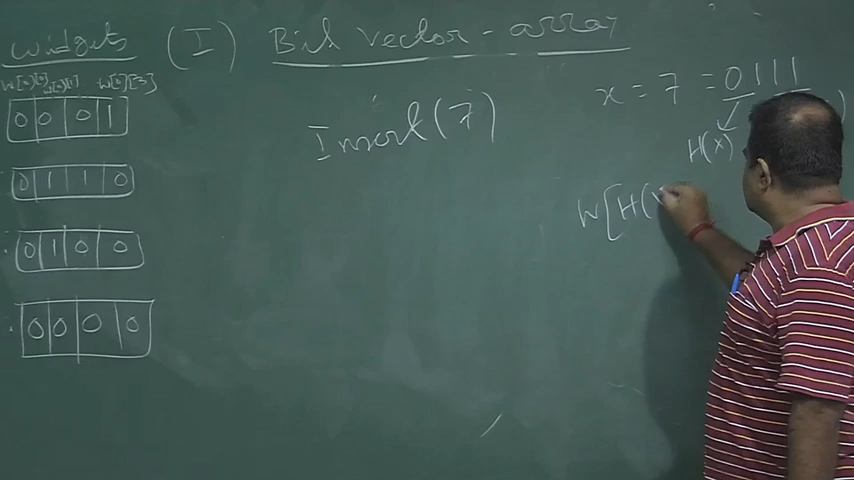 widgets (I) Bit Vector - array
W[0][0] W[0][1] W[0][3]
0 0 0 1
x = 7 = 0111
Insert(7)
H(x) )
0 1 1 0
W[H(x
0 1 0 0
0 0 0 0